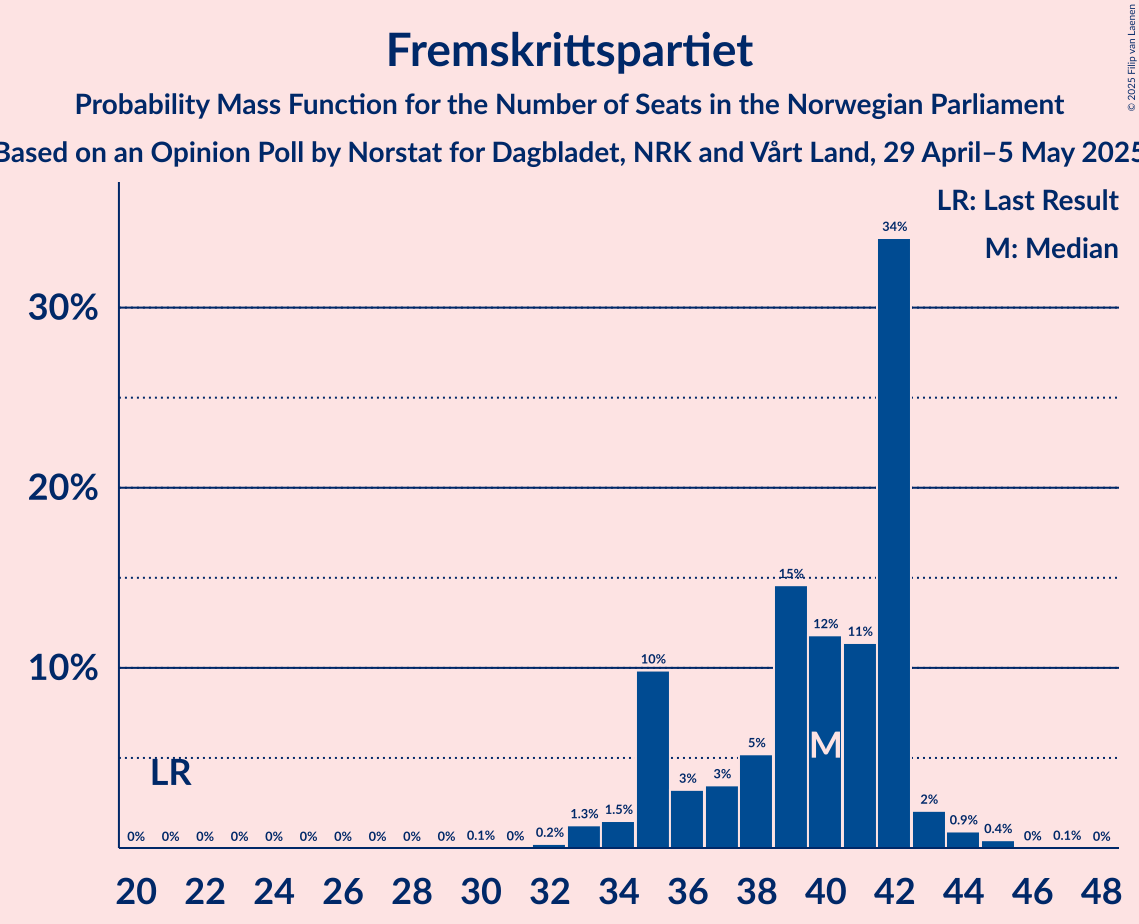 Fremskrittspartiet
Probability Mass Function for the Number of Seats in the Norwegian Parliament
Based on an Opinion Poll by Norstat for Dagbladet, NRK and Vårt Land, 29 April–5 May 2025
© 2025 Filip van Laenen
LR: Last Result
M: Median
34%
30%
20%
15%
12%
11%
10%
10%
M
5%
LR
3%
3%
2%
1.3%
1.5%
0.9%
0.4%
0% 0% 0% 0% 0% 0% 0% 0% 0% 0% 0.1% 0% 0.2% 0% 0.1% 0%
20 22 24 26 28 30 32 34 36 38 40 42 44 46 48